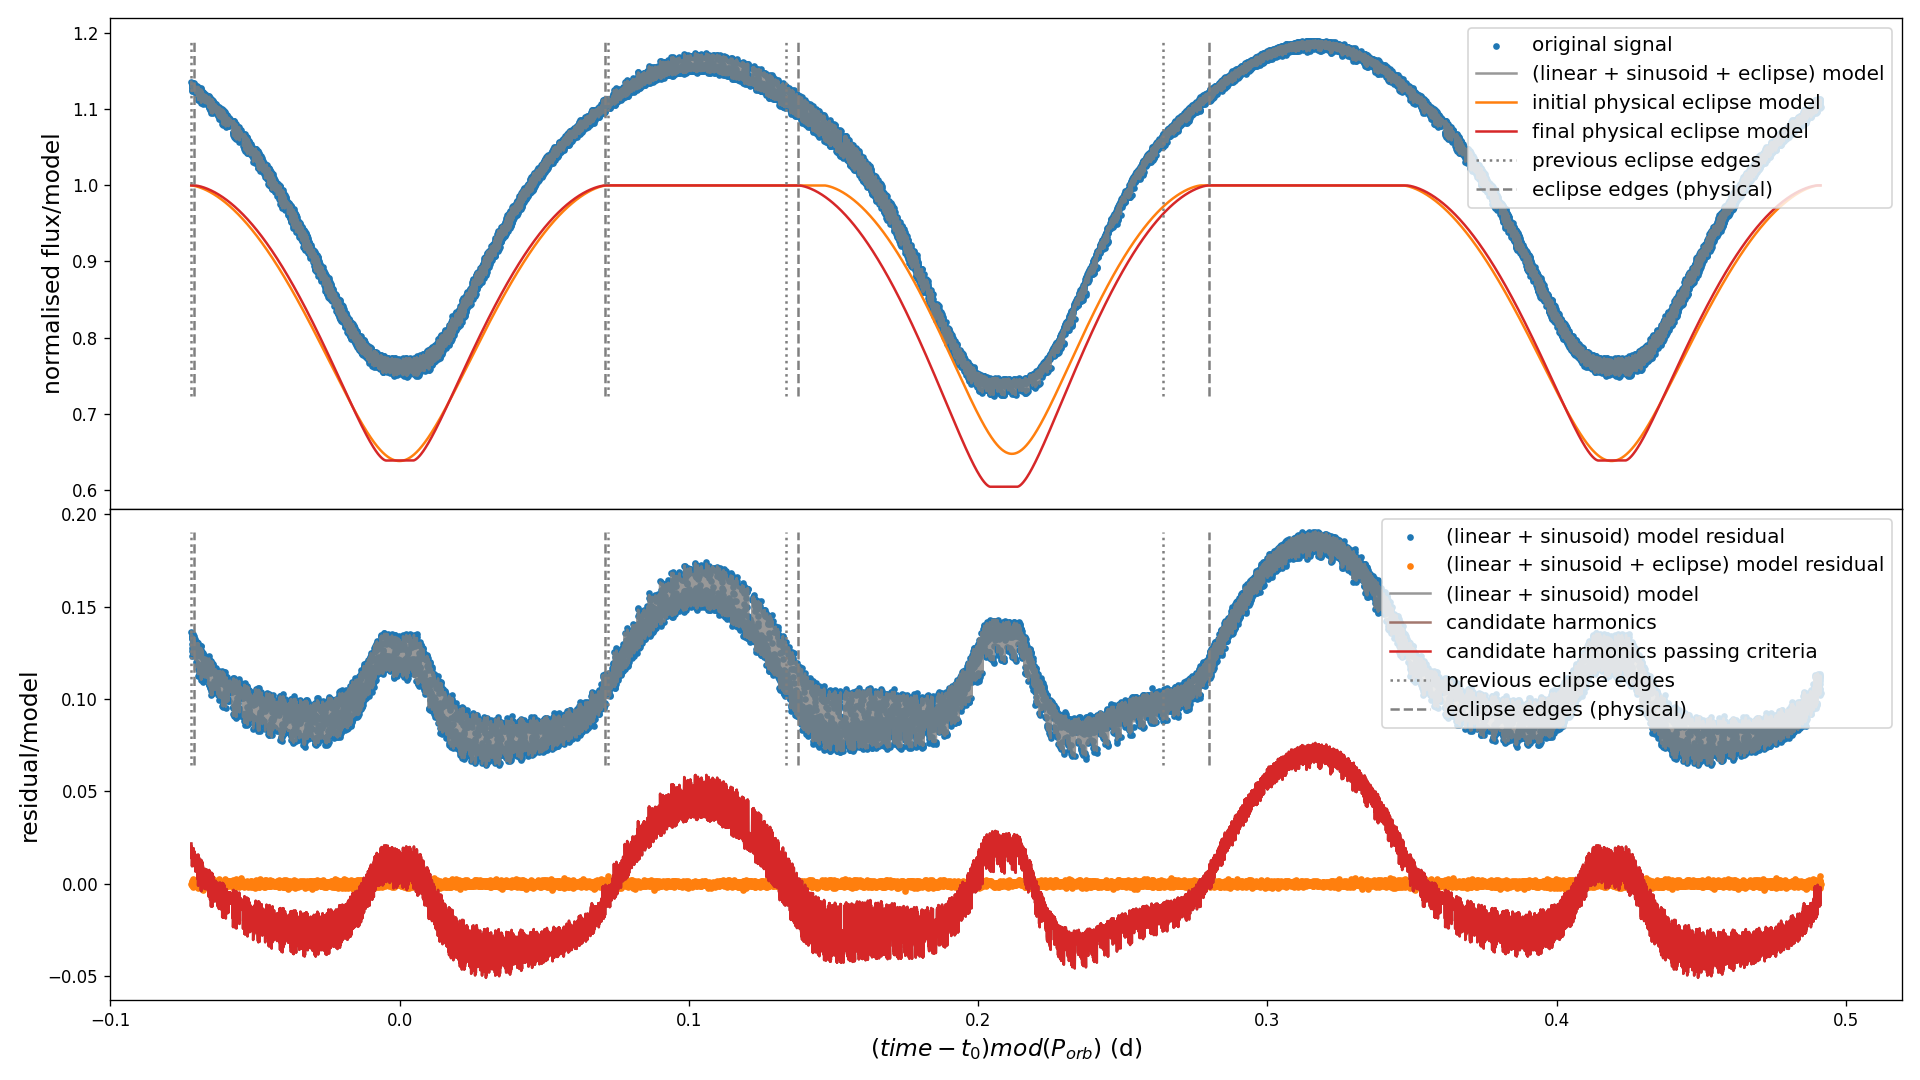 1.2
1.1
1.0
0.9
0.8
0.7
0.6
normalised flux/model
original signal
(linear + sinusoid + eclipse) model
initial physical eclipse model
final physical eclipse model
previous eclipse edges
eclipse edges (physical)
0.20
0.15
0.10
0.05
0.00
−0.05
residual/model
(linear + sinusoid) model residual
(linear + sinusoid + eclipse) model residual
(linear + sinusoid) model
candidate harmonics
candidate harmonics passing criteria
previous eclipse edges
eclipse edges (physical)
−0.1 0.0 0.1 0.2 0.3 0.4 0.5
(time − t₀)mod(Pₒᵣb) (d)